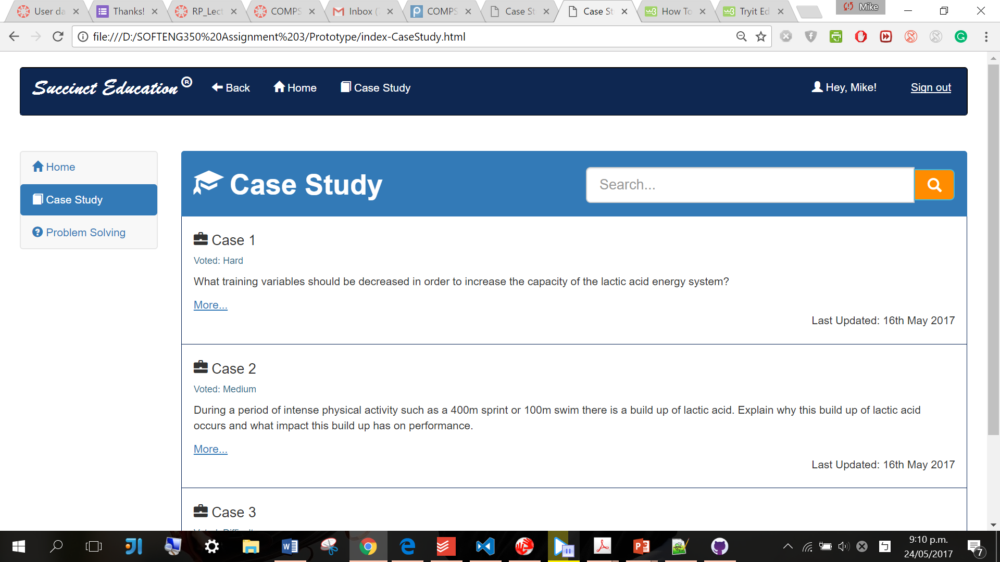 User da
Thanks!
RP_Lect
COMPS
Inbox (
COMPS
Case St
Case St
How To
Tryit Ed
Mike
file:///D:/SOFTENG350%20Assignment%203/Prototype/index-CaseStudy.html
Succinct Education ®
Back
Home
Case Study
Hey, Mike!
Sign out
Home
Case Study
Problem Solving
Case Study
Search...
Case 1
Voted: Hard
What training variables should be decreased in order to increase the capacity of the lactic acid energy system?
More...
Last Updated: 16th May 2017
Case 2
Voted: Medium
During a period of intense physical activity such as a 400m sprint or 100m swim there is a build up of lactic acid. Explain why this build up of lactic acid
occurs and what impact this build up has on performance.
More...
Last Updated: 16th May 2017
Case 3
9:10 p.m.
24/05/2017
7